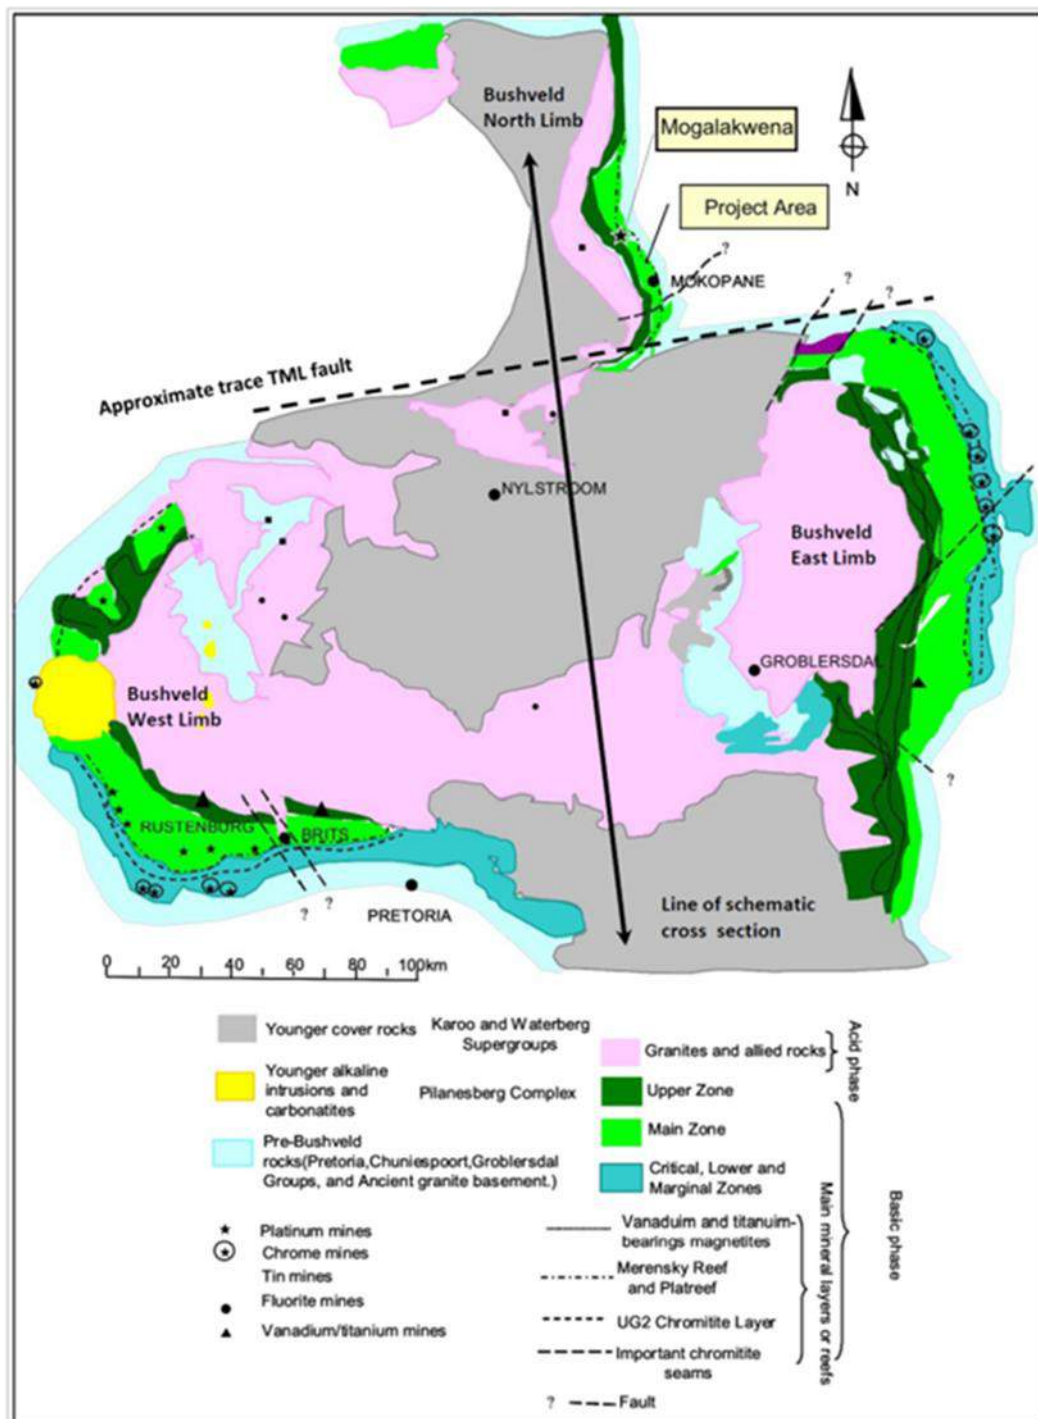 Bushveld
North Limb
Mogalakwena
Project Area
N
?
MOKOPANE
?
?
?
Approximate trace TML fault
NYLSTROOM
Bushveld
East Limb
GROBLERSDAL
Bushveld
West Limb
?
RUSTENBURG
BRITS
?
?
PRETORIA
Line of schematic
cross section
0 20 40 60 80 100km
Younger cover rocks
Karoo and Waterberg
Supergroups
Younger alkaline
intrusions and
carbonatites
Pilanesberg Complex
Pre-Bushveld
rocks(Pretoria,Chuniespoort,Groblersdal
Groups, and Ancient granite basement.)
Platinum mines
Chrome mines
Tin mines
Fluorite mines
Vanadium/titanium mines
Granites and allied rocks
Acid phase
Upper Zone
Main Zone
Critical, Lower and
Marginal Zones
Vanaduim and titanuim-
bearings magnetites
Merensky Reef
and Platreef
UG2 Chromitite Layer
Important chromitite
seams
? Fault
Main mineral layers or reefs
Basic phase